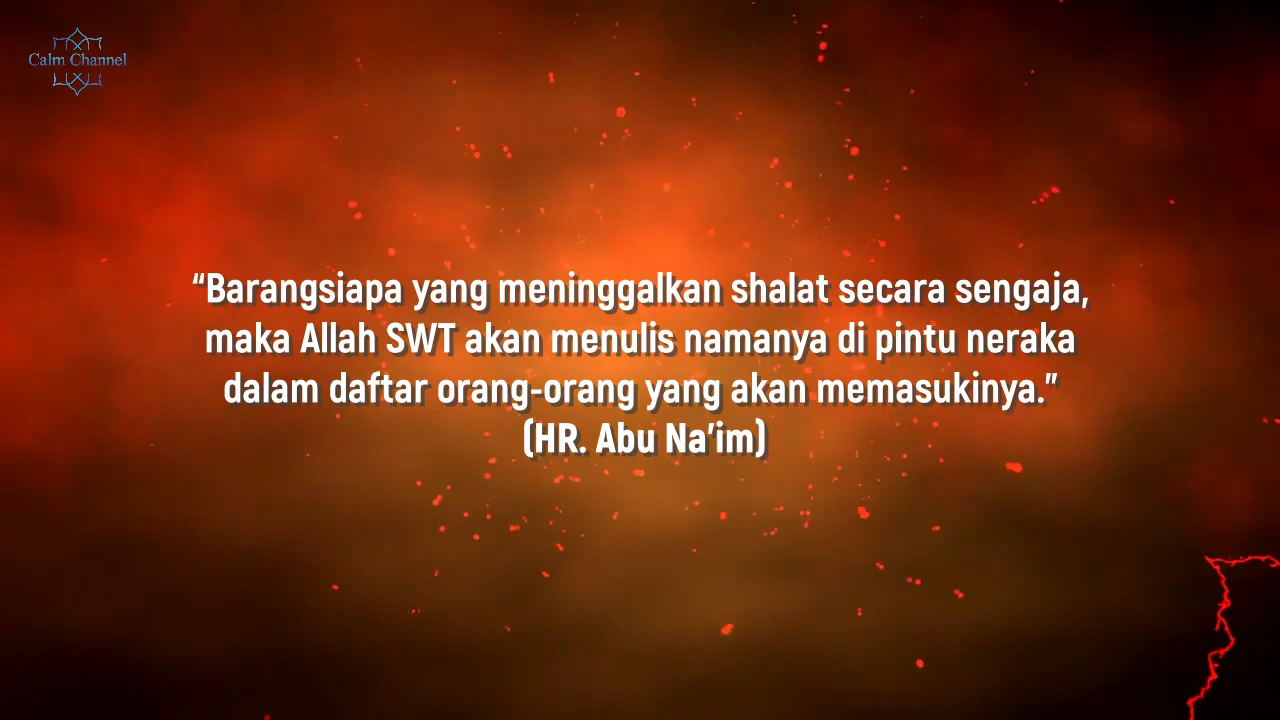 Calm Channel
“Barangsiapa yang meninggalkan shalat secara sengaja,
maka Allah SWT akan menulis namanya di pintu neraka
dalam daftar orang-orang yang akan memasukinya.”
(HR. Abu Na’im)